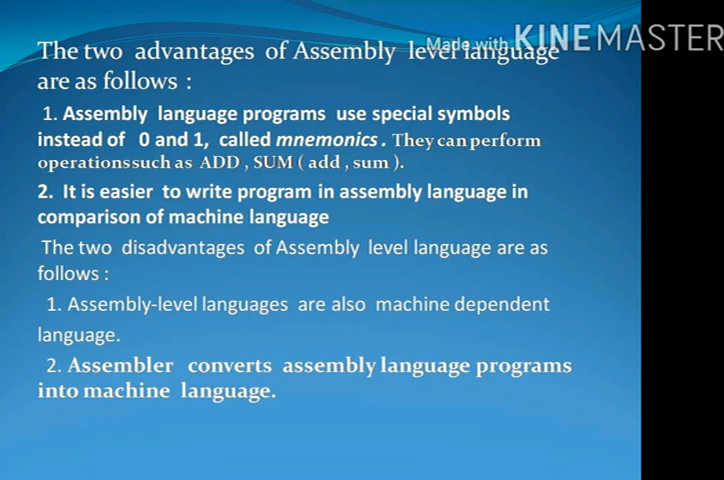 The two advantages of Assembly level language
Made with KINEMASTER
are as follows :
1. Assembly language programs use special symbols
instead of 0 and 1, called mnemonics . They can perform
operationssuch as ADD , SUM ( add , sum ).
2. It is easier to write program in assembly language in
comparison of machine language
The two disadvantages of Assembly level language are as
follows :
1. Assembly-level languages are also machine dependent
language.
2. Assembler converts assembly language programs
into machine language.